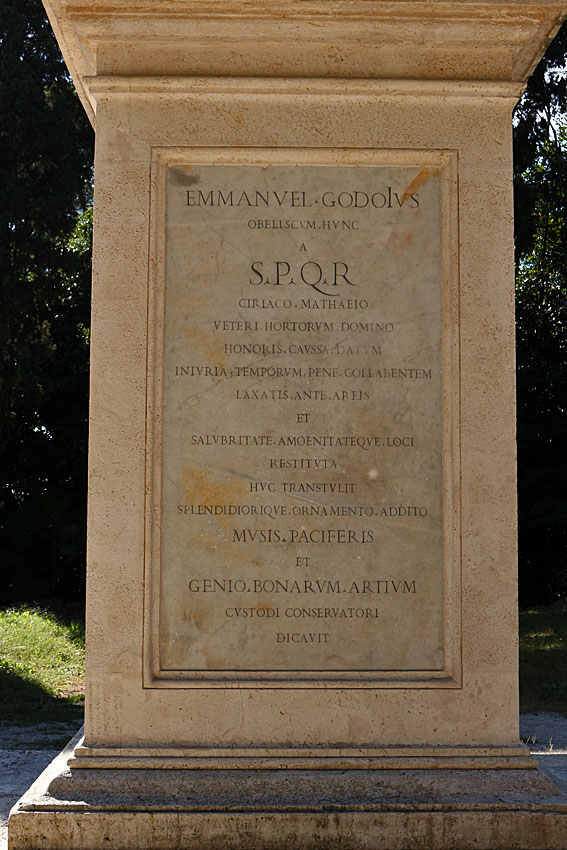 EMMANVEL · GODOIVS
OBELISCVM · HVNC
A
S.P.Q.R
CIRIACO · MATHAEIO
VETERI · HORTORVM · DOMINO
HONORIS · CAVSSA · DATVM
INIVRIA · TEMPORVM · PENE · COLLABENTEM
LAXATIS · ANTE · AREIS
ET
SALVBRITATE · AMOENITATEQVE · LOCI
RESTITVTA
HVC TRANSTVLIT
SPLENDIDIORIQVE · ORNAMENTO · ADDITO
MVSIS · PACIFERIS
ET
GENIO · BONARVM · ARTIVM
CVSTODI CONSERVATORI
DICAVIT